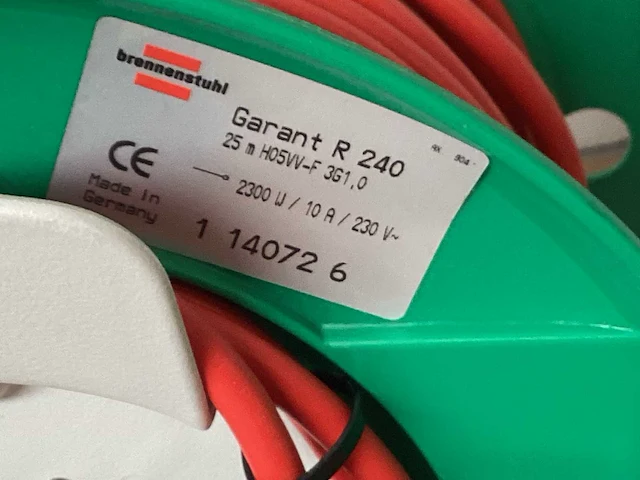 brennenstuhl
Garant R 240
25 m H05VV-F 3G1,0
CE
2300 W / 10 A / 230 V~
Made in
Germany
1 14072 6